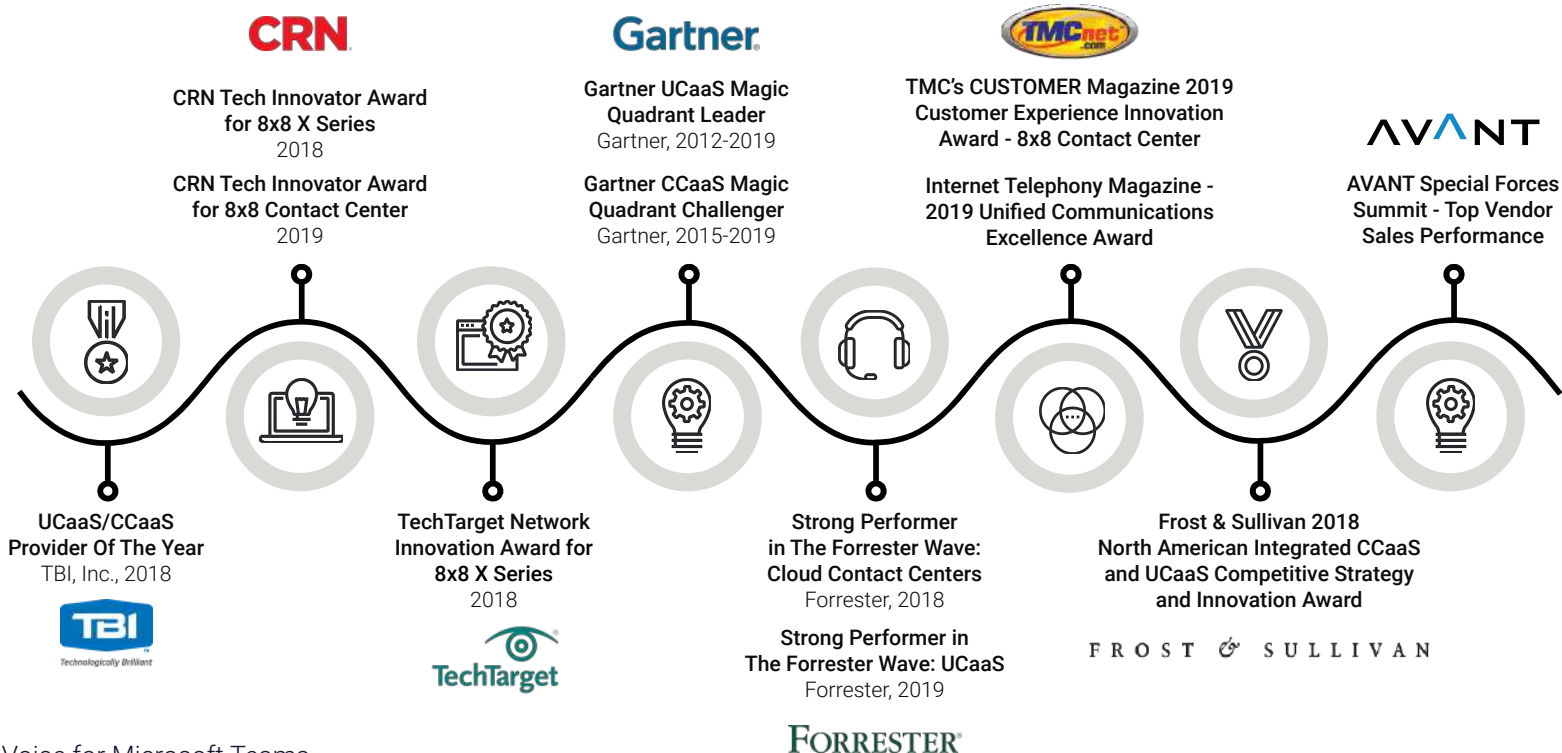 CRN
CRN Tech Innovator Award
for 8x8 X Series
2018
CRN Tech Innovator Award
for 8x8 Contact Center
2019
Gartner
Gartner UCaaS Magic
Quadrant Leader
Gartner, 2012-2019
Gartner CCaaS Magic
Quadrant Challenger
Gartner, 2015-2019
TMCnet
.com
TMC's CUSTOMER Magazine 2019
Customer Experience Innovation
Award - 8x8 Contact Center
Internet Telephony Magazine -
2019 Unified Communications
Excellence Award
AVANT
AVANT Special Forces
Summit - Top Vendor
Sales Performance
UCaaS/CCaaS
Provider Of The Year
TBI, Inc., 2018
TBI
Technologically Brilliant
TechTarget Network
Innovation Award for
8x8 X Series
2018
TechTarget
Strong Performer
in The Forrester Wave:
Cloud Contact Centers
Forrester, 2018
Strong Performer in
The Forrester Wave: UCaaS
Forrester, 2019
FORRESTER
Frost & Sullivan 2018
North American Integrated CCaaS
and UCaaS Competitive Strategy
and Innovation Award
FROST & SULLIVAN
Voice for Microsoft Teams